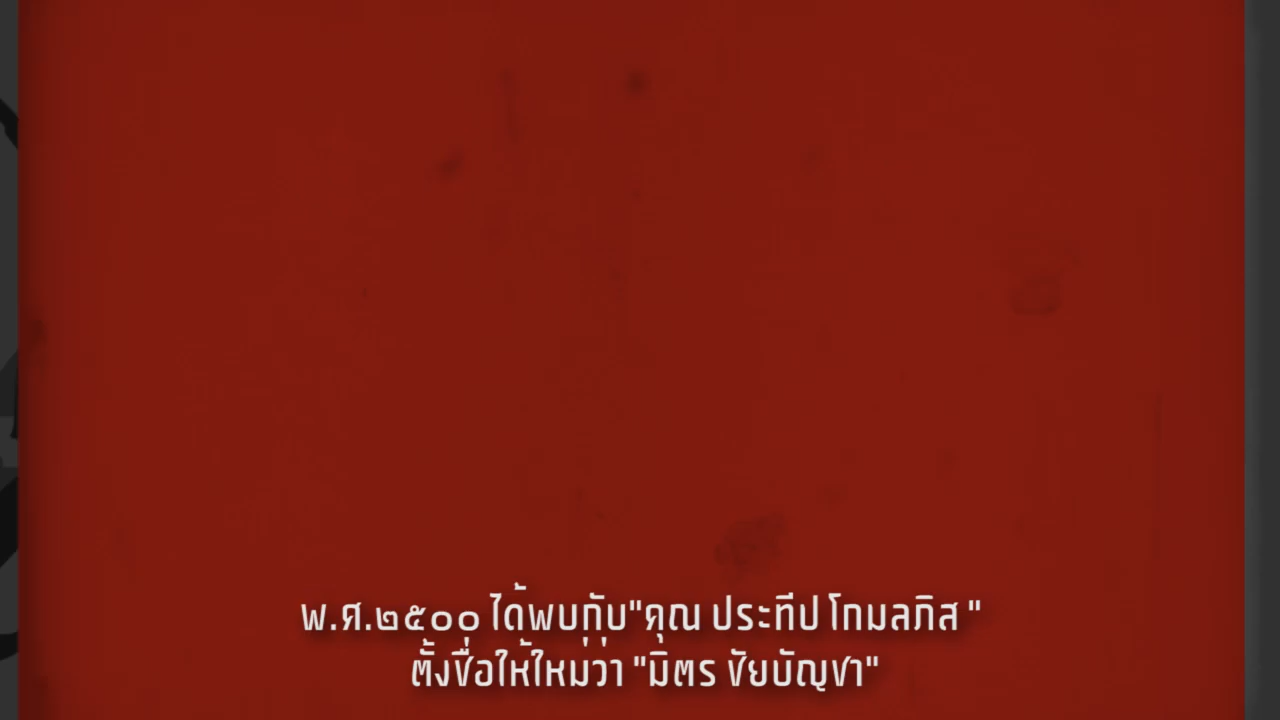 พ.ศ.๒๕๐๐ ได้พบกับ"คุณ ประทีป โกมลภิส "
ตั้งชื่อให้ใหม่ว่า "มิตร ชัยบัญชา"